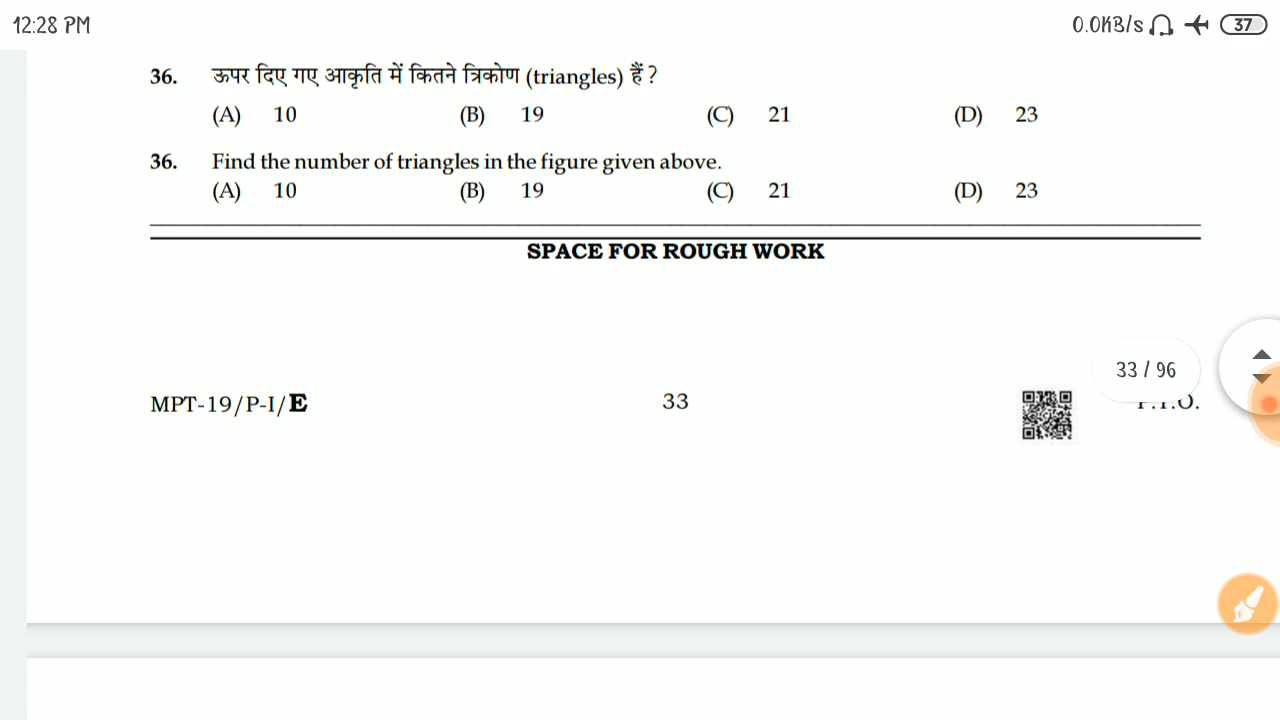 12:28 PM 0.0KB/s 37
36. ऊपर दिए गए आकृति में कितने त्रिकोण (triangles) हैं ?
(A) 10 (B) 19 (C) 21 (D) 23
36. Find the number of triangles in the figure given above.
(A) 10 (B) 19 (C) 21 (D) 23
SPACE FOR ROUGH WORK
33 / 96
MPT-19/P-I/E 33 P.T.O.